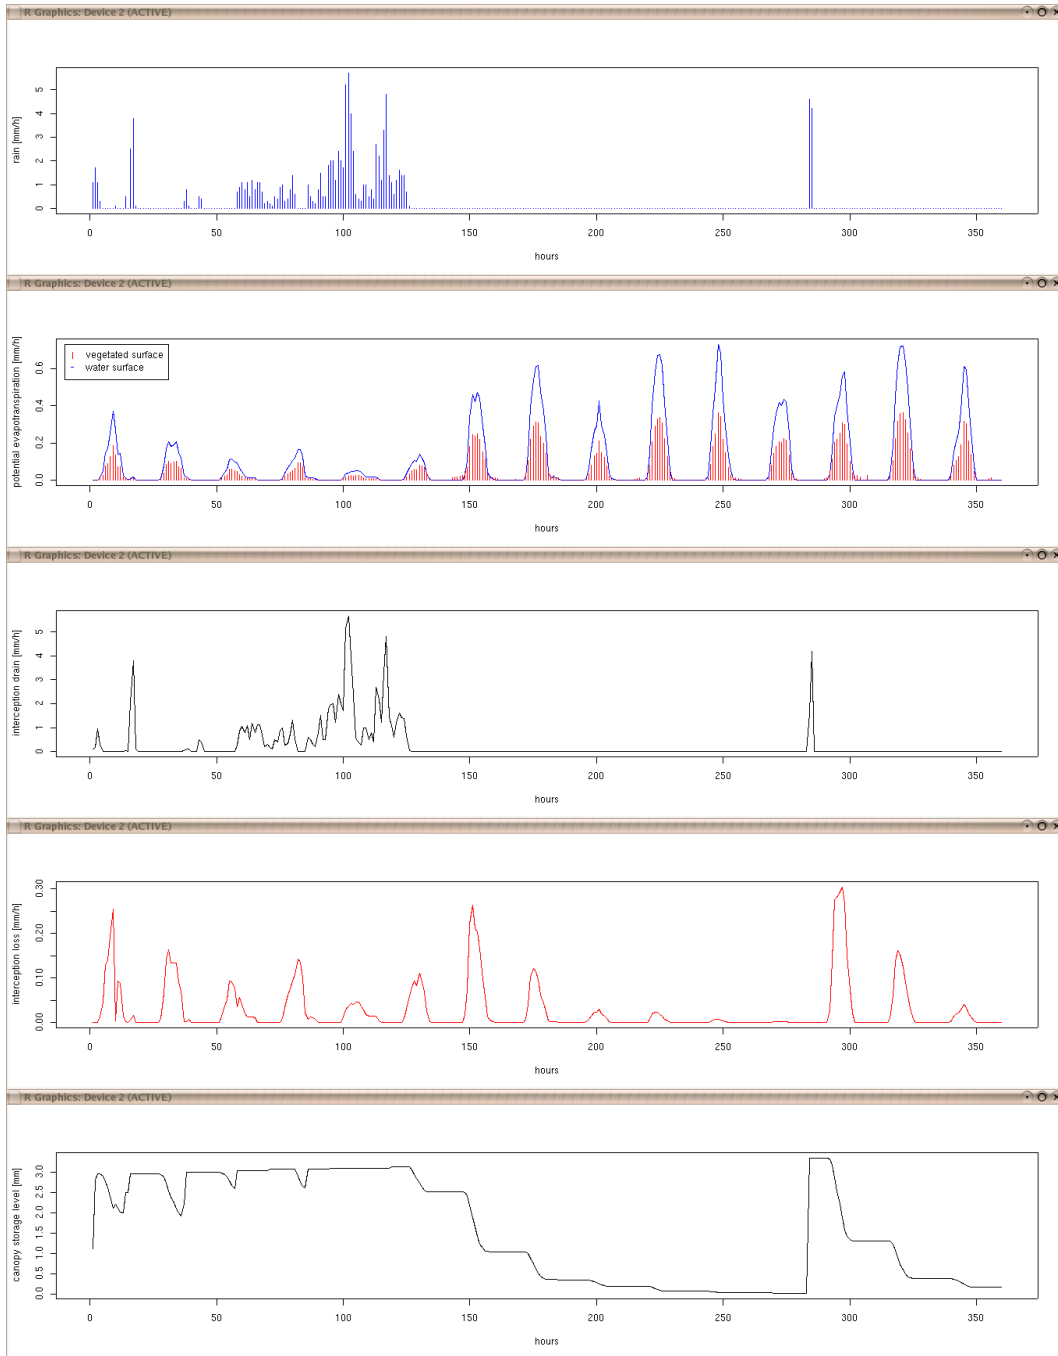 R Graphics: Device 2 (ACTIVE)
rain [mm/h]
0 1 2 3 4 5
0 50 100 150 200 250 300 350
hours
R Graphics: Device 2 (ACTIVE)
potential evapotranspiration [mm/h]
0.0 0.2 0.4 0.6
vegetated surface
water surface
0 50 100 150 200 250 300 350
hours
R Graphics: Device 2 (ACTIVE)
interception drain [mm/h]
0 1 2 3 4 5
0 50 100 150 200 250 300 350
hours
R Graphics: Device 2 (ACTIVE)
interception loss [mm/h]
0.00 0.10 0.20 0.30
0 50 100 150 200 250 300 350
hours
R Graphics: Device 2 (ACTIVE)
canopy storage level [mm]
0.0 0.5 1.0 1.5 2.0 2.5 3.0
0 50 100 150 200 250 300 350
hours